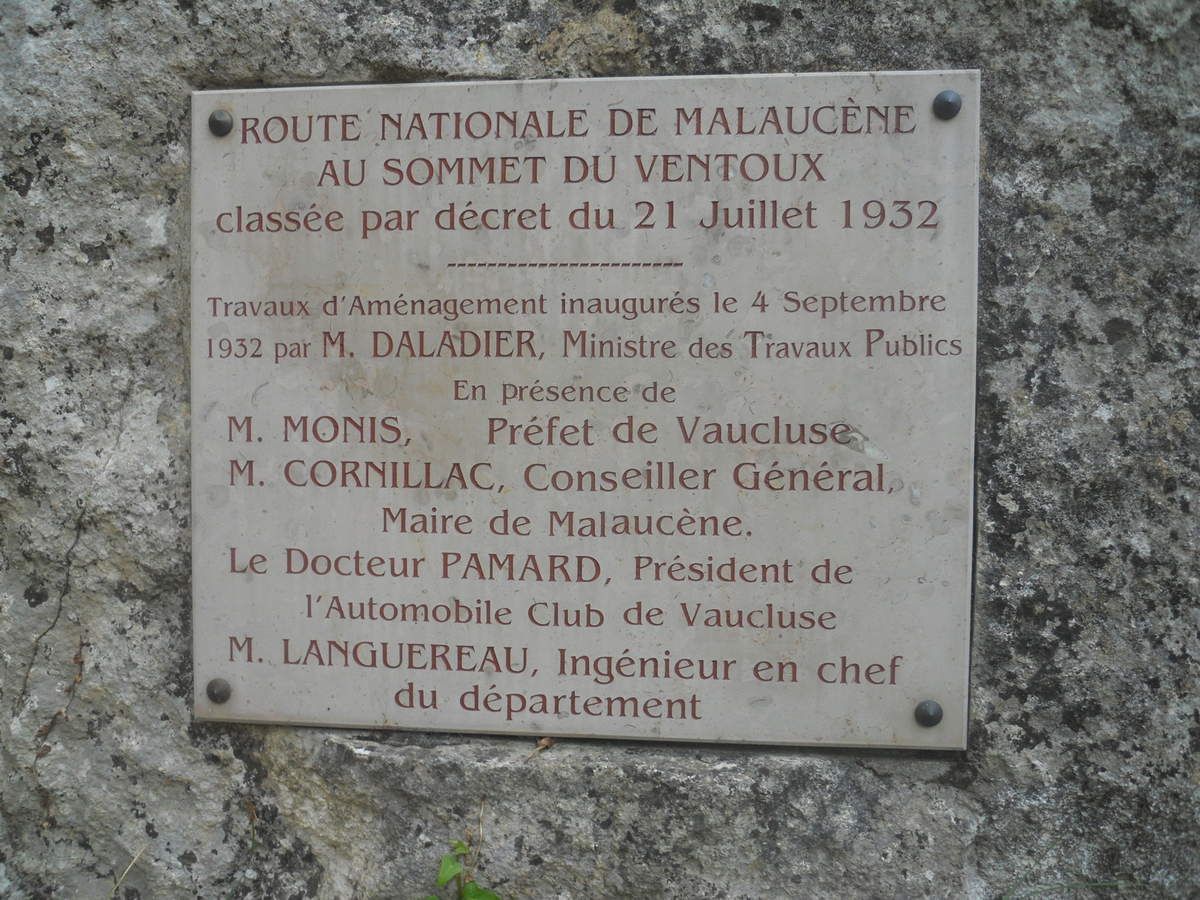 ROUTE NATIONALE DE MALAUCÈNE
AU SOMMET DU VENTOUX
classée par décret du 21 Juillet 1932
-----------------------
Travaux d'Aménagement inaugurés le 4 Septembre
1932 par M. DALADIER, Ministre des Travaux Publics
En présence de
M. MONIS, Préfet de Vaucluse
M. CORNILLAC, Conseiller Général,
Maire de Malaucène.
Le Docteur PAMARD, Président de
l'Automobile Club de Vaucluse
M. LANGUEREAU, Ingénieur en chef
du département